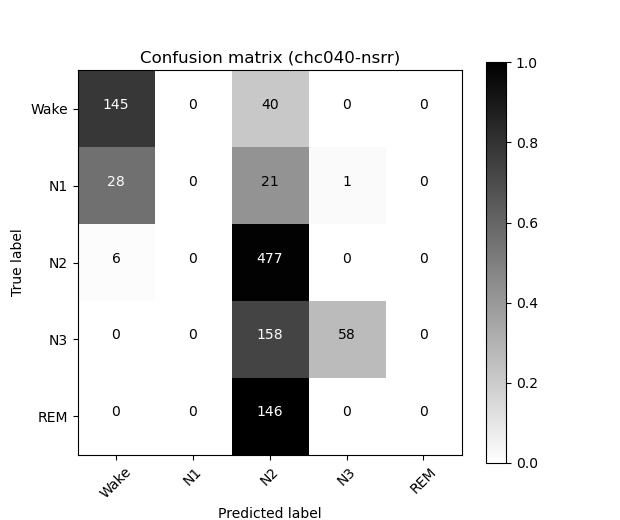 Confusion matrix (chc040-nsrr)
True label
Wake 145 0 40 0 0
N1 28 0 21 1 0
N2 6 0 477 0 0
N3 0 0 158 58 0
REM 0 0 146 0 0
Wake N1 N2 N3 REM
Predicted label
1.0
0.8
0.6
0.4
0.2
0.0